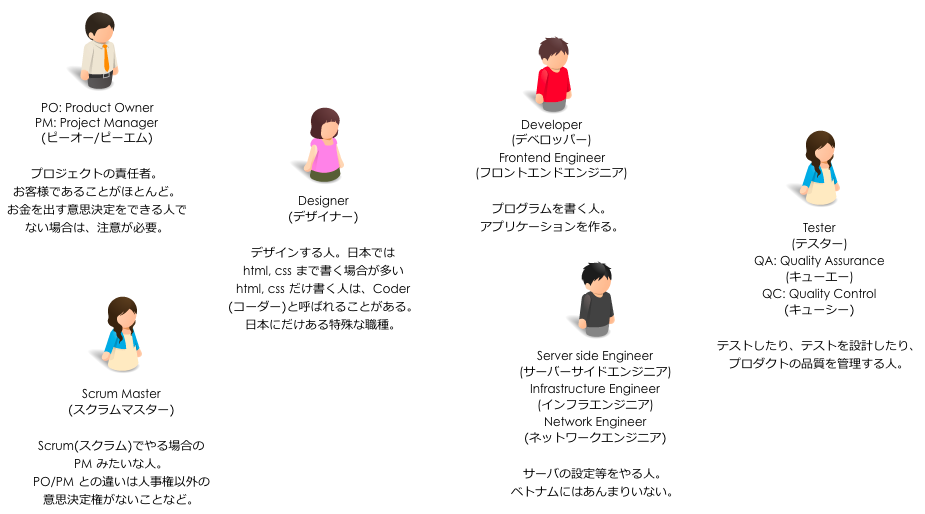 PO: Product Owner
PM: Project Manager
(ピーオー/ピーエム)
プロジェクトの責任者。
お客様であることがほとんど。
お金を出す意思決定をできる人で
ない場合は、注意が必要。
Scrum Master
(スクラムマスター)
Scrum(スクラム)でやる場合の
PM みたいな人。
PO/PM との違いは人事権以外の
意思決定権がないことなど。
Designer
(デザイナー)
デザインする人。日本では
html, css まで書く場合が多い
html, css だけ書く人は、Coder
(コーダー)と呼ばれることがある。
日本にだけある特殊な職種。
Developer
(デベロッパー)
Frontend Engineer
(フロントエンドエンジニア)
プログラムを書く人。
アプリケーションを作る。
Server side Engineer
(サーバーサイドエンジニア)
Infrastructure Engineer
(インフラエンジニア)
Network Engineer
(ネットワークエンジニア)
サーバの設定等をやる人。
ベトナムにはあんまりいない。
Tester
(テスター)
QA: Quality Assurance
(キューエー)
QC: Quality Control
(キューシー)
テストしたり、テストを設計したり、
プロダクトの品質を管理する人。